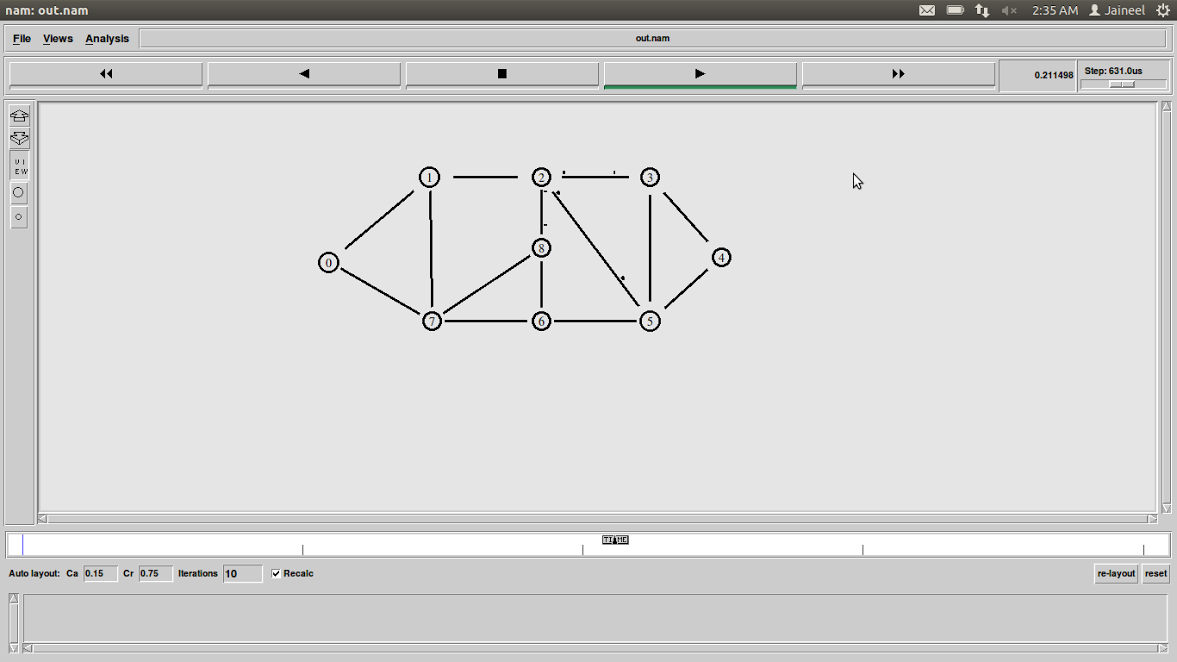 nam: out.nam
2:35 AM Jaineel
File Views Analysis out.nam
0.211498 Step: 631.0us
VI
EW
1 2 3
8
0 4
7 6 5
TIME
Auto layout: Ca 0.15 Cr 0.75 Iterations 10 Recalc re-layout reset